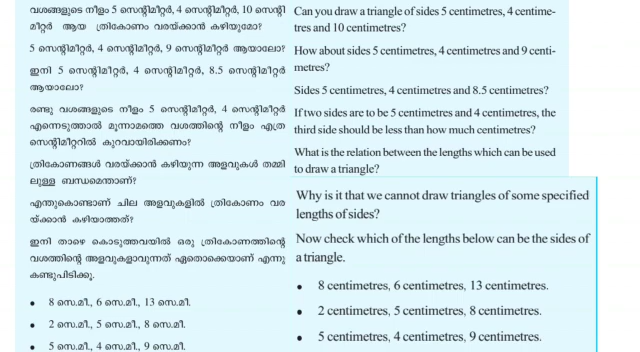 വശങ്ങളുടെ നീളം 5 സെന്റിമീറ്റർ, 4 സെന്റിമീറ്റർ, 10 സെന്റി
മീറ്റർ ആയ ത്രികോണം വരയ്ക്കാൻ കഴിയുമോ?
5 സെന്റിമീറ്റർ, 4 സെന്റിമീറ്റർ, 9 സെന്റിമീറ്റർ ആയാലോ?
ഇനി 5 സെന്റിമീറ്റർ, 4 സെന്റിമീറ്റർ, 8.5 സെന്റിമീറ്റർ
ആയാലോ?
രണ്ടു വശങ്ങളുടെ നീളം 5 സെന്റിമീറ്റർ, 4 സെന്റിമീറ്റർ
എന്നെടുത്താൽ മൂന്നാമത്തെ വശത്തിന്റെ നീളം എത്ര
സെന്റിമീറ്ററിൽ കുറവായിരിക്കണം?
ത്രികോണങ്ങൾ വരയ്ക്കാൻ കഴിയുന്ന അളവുകൾ തമ്മി
ലുള്ള ബന്ധമെന്താണ്?
എന്തുകൊണ്ടാണ് ചില അളവുകളിൽ ത്രികോണം വര
യ്ക്കാൻ കഴിയാത്തത്?
ഇനി താഴെ കൊടുത്തവയിൽ ഒരു ത്രികോണത്തിന്റെ
വശത്തിന്റെ അളവുകളാവുന്നത് ഏതൊക്കെയാണ് എന്നു
കണ്ടുപിടിക്കൂ.
• 8 സെ.മീ., 6 സെ.മീ., 13 സെ.മീ.
• 2 സെ.മീ., 5 സെ.മീ., 8 സെ.മീ.
• 5 സെ.മീ., 4 സെ.മീ., 9 സെ.മീ.
Can you draw a triangle of sides 5 centimetres, 4 centime-
tres and 10 centimetres?
How about sides 5 centimetres, 4 centimetres and 9 centi-
metres?
Sides 5 centimetres, 4 centimetres and 8.5 centimetres?
If two sides are to be 5 centimetres and 4 centimetres, the
third side should be less than how much centimetres?
What is the relation between the lengths which can be used
to draw a triangle?
Why is it that we cannot draw triangles of some specified
lengths of sides?
Now check which of the lengths below can be the sides of
a triangle.
• 8 centimetres, 6 centimetres, 13 centimetres.
• 2 centimetres, 5 centimetres, 8 centimetres.
• 5 centimetres, 4 centimetres, 9 centimetres.